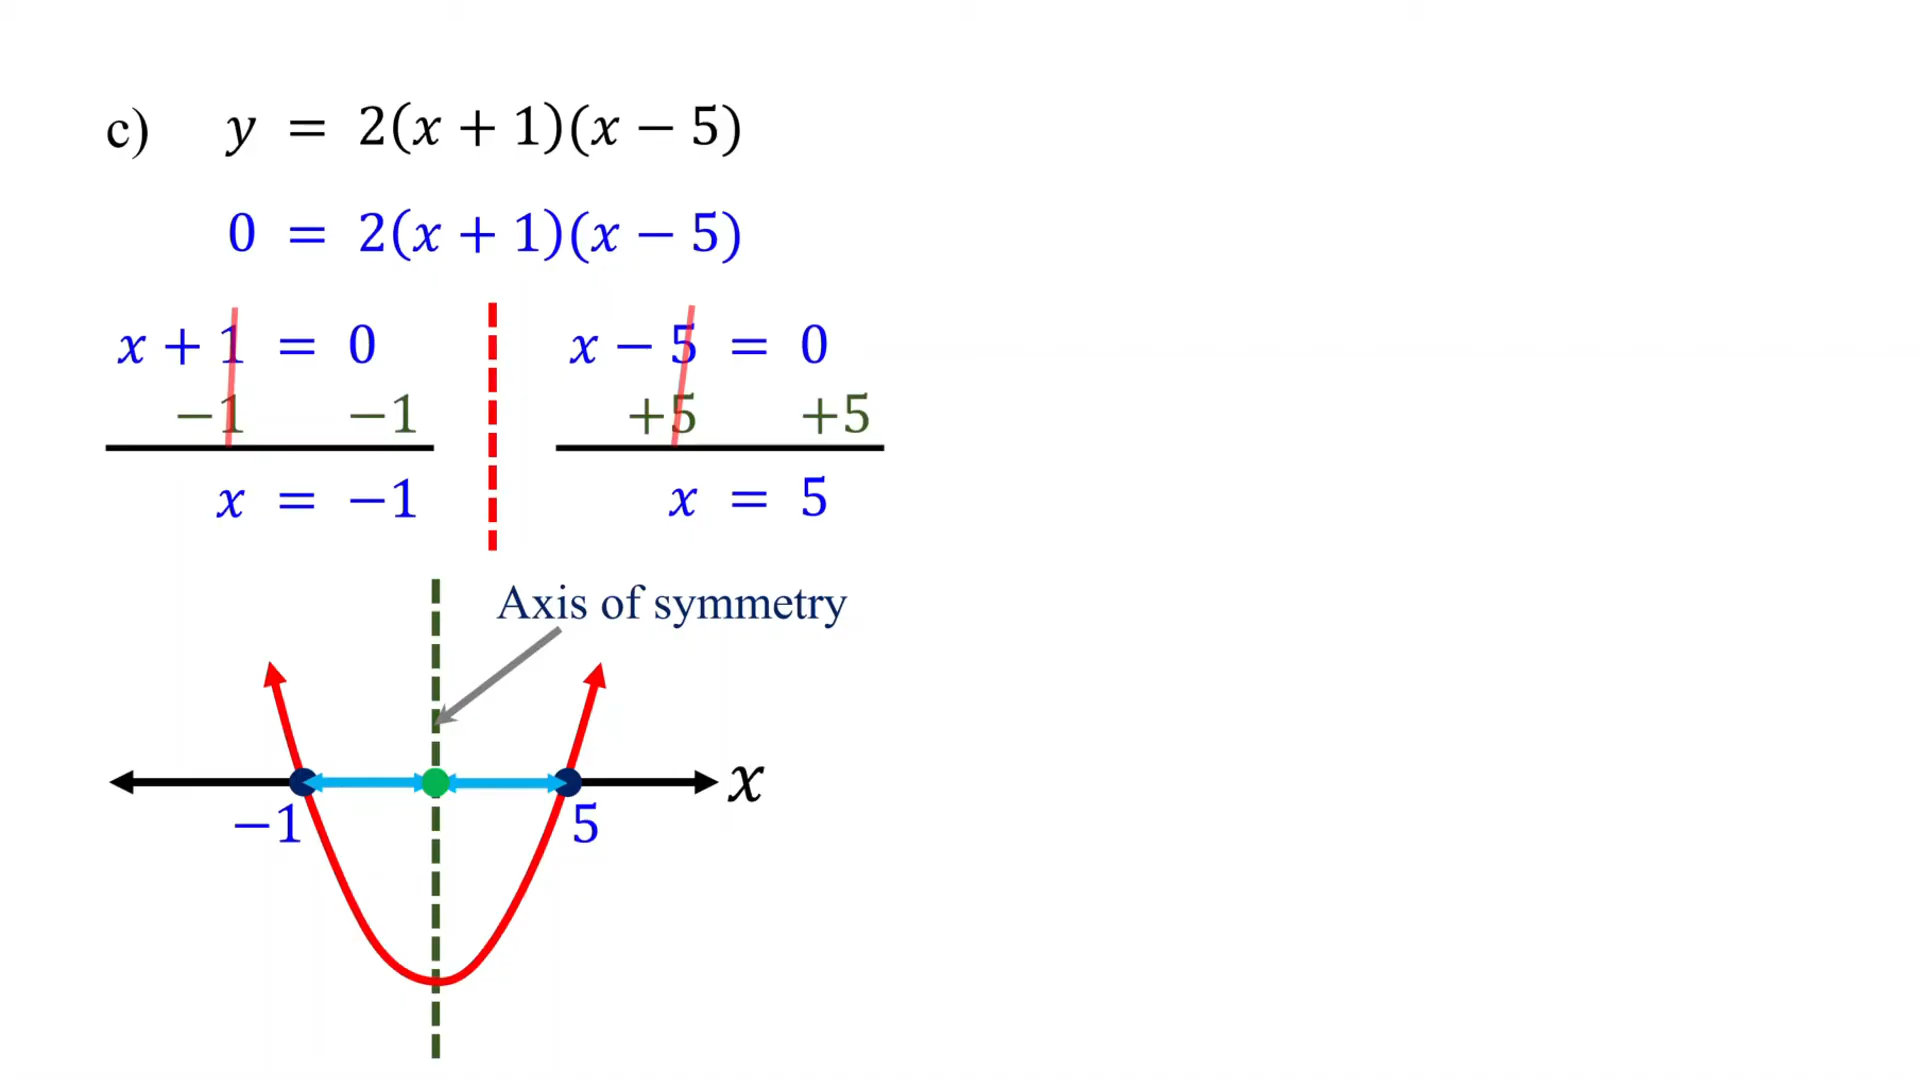 c) y = 2(x + 1)(x − 5)
0 = 2(x + 1)(x − 5)
x + 1 = 0
−1 −1
x = −1
x − 5 = 0
+5 +5
x = 5
Axis of symmetry
x
−1 5